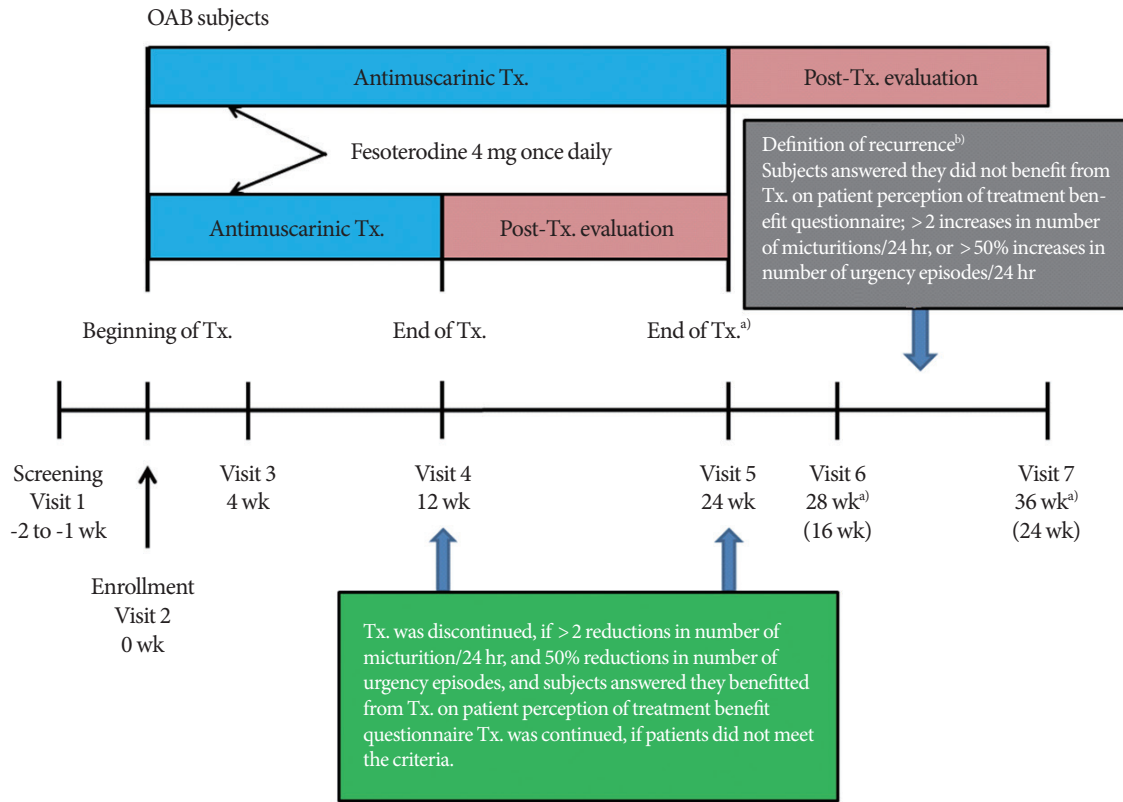 OAB subjects
Antimuscarinic Tx.
Post-Tx. evaluation
Fesoterodine 4 mg once daily
Antimuscarinic Tx.
Post-Tx. evaluation
Definition of recurrence b)
Subjects answered they did not benefit from
Tx. on patient perception of treatment ben-
efit questionnaire; >2 increases in number
of micturitions/24 hr, or >50% increases in
number of urgency episodes/24 hr
Beginning of Tx.
End of Tx.
End of Tx. a)
Screening
Visit 1
-2 to -1 wk
Enrollment
Visit 2
0 wk
Visit 3
4 wk
Visit 4
12 wk
Visit 5
24 wk
Visit 6
28 wk a)
(16 wk)
Visit 7
36 wk a)
(24 wk)
Tx. was discontinued, if >2 reductions in number of
micturition/24 hr, and 50% reductions in number of
urgency episodes, and subjects answered they benefitted
from Tx. on patient perception of treatment benefit
questionnaire Tx. was continued, if patients did not meet
the criteria.